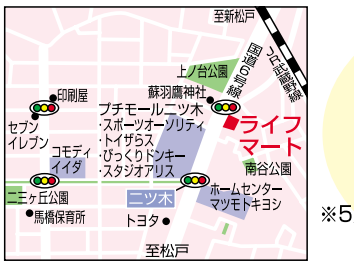 至新松戸
JR武蔵野線
国道6号線
上ノ台公園
蘇羽鷹神社
印刷屋
プチモール二ツ木
・スポーツオーソリティ
・トイザらス
・びっくりドンキー
・スタジオアリス
ライフ
マート
セブン
イレブン
コモディ
イイダ
南谷公園
二三ヶ丘公園
二ツ木
ホームセンター
マツモトキヨシ
馬橋保育所
トヨタ
至松戸
※5